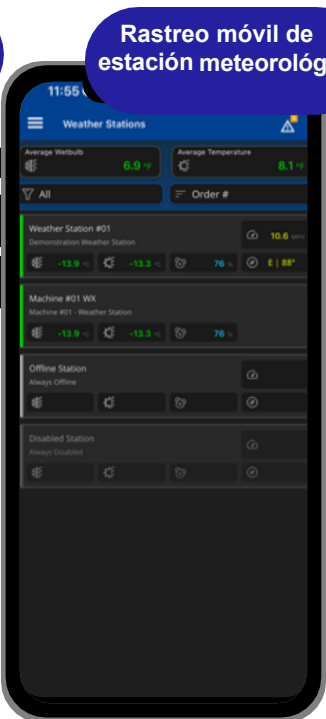 Rastreo móvil de
estación meteorológ
11:55
Weather Stations
Average Wetbulb
6.9 °F
Average Temperature
8.1 °F
All
Order #
Weather Station #01
Demonstration Weather Station
10.6 MPH
-13.9 °C
-13.3 °C
76 %
E | 88°
Machine #01 WX
Machine #01 - Weather Station
-13.9 °C
-13.3 °C
76 %
Offline Station
Always Offline
Disabled Station
Always Disabled